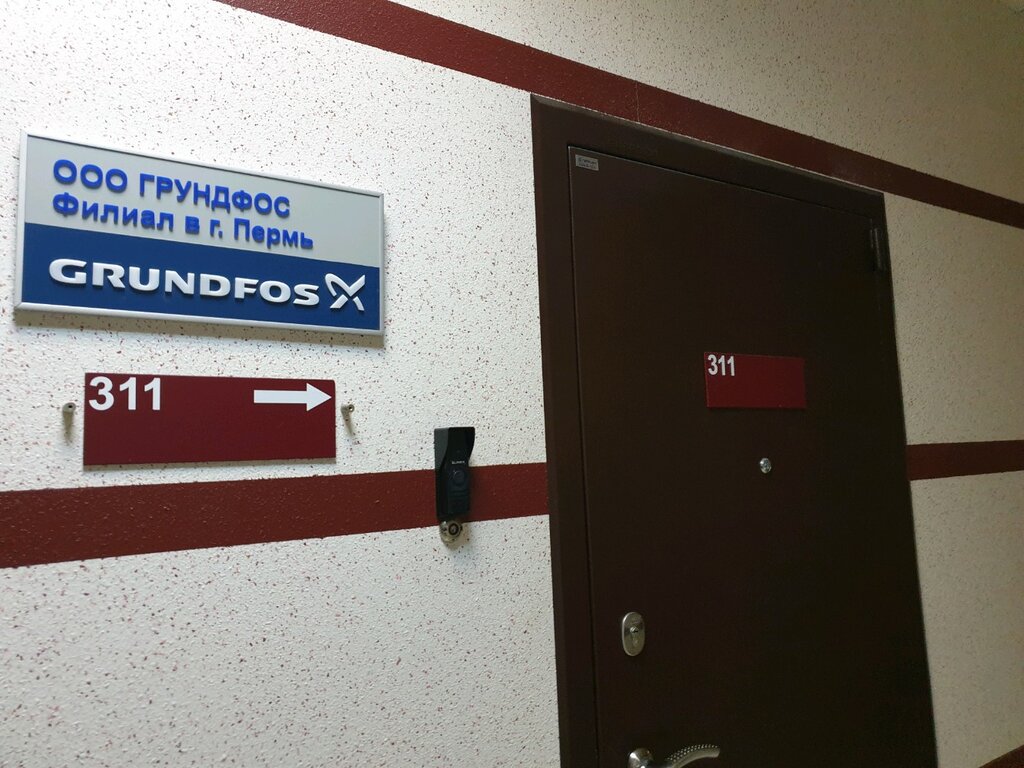 ООО ГРУНДФОС
Филиал в г. Пермь
GRUNDFOS
311
311